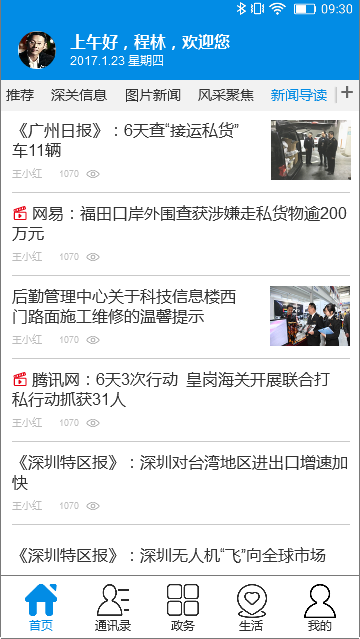 09:30
上午好，程林，欢迎您
2017.1.23 星期四
推荐 深关信息 图片新闻 风采聚焦 新闻导读 +
《广州日报》：6天查“接运私货”
车11辆
王小红 1070
网易：福田口岸外围查获涉嫌走私货物逾200
万元
王小红 1070
后勤管理中心关于科技信息楼西
门路面施工维修的温馨提示
王小红 1070
腾讯网：6天3次行动 皇岗海关开展联合打
私行动抓获31人
王小红 1070
《深圳特区报》：深圳对台湾地区进出口增速加
快
王小红 1070
《深圳特区报》：深圳无人机“飞”向全球市场
首页 通讯录 政务 生活 我的